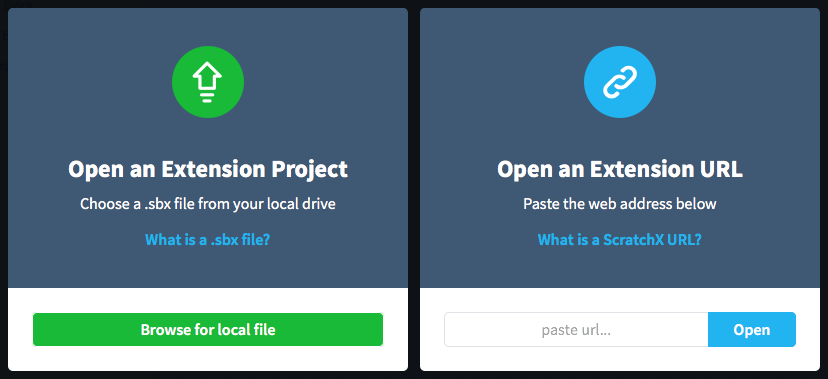 Open an Extension Project
Choose a .sbx file from your local drive
What is a .sbx file?
Browse for local file
Open an Extension URL
Paste the web address below
What is a ScratchX URL?
paste url...
Open